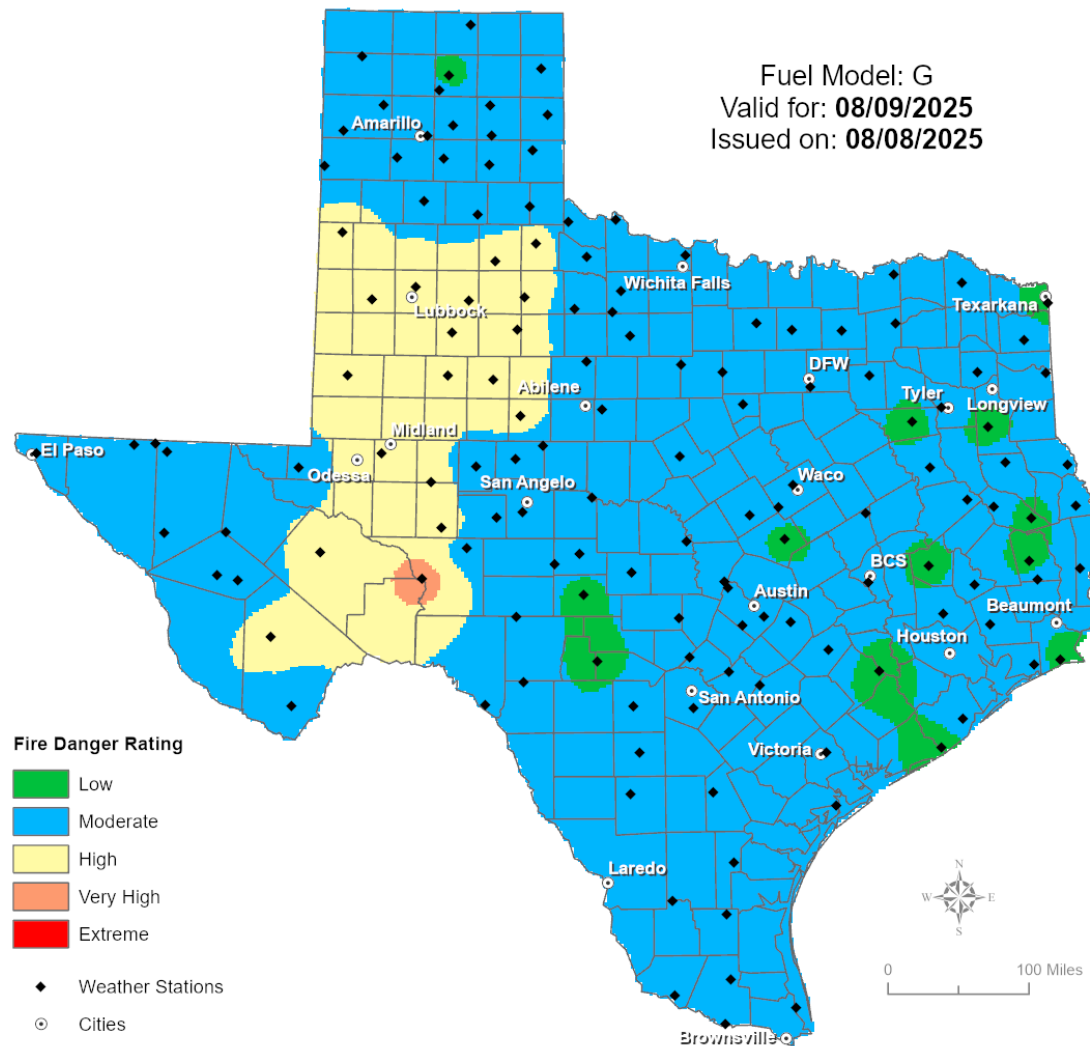 Fuel Model: G
Valid for: 08/09/2025
Issued on: 08/08/2025
Amarillo
Wichita Falls
Lubbock
Texarkana
DFW
Abilene
Tyler
Longview
Midland
El Paso
Odessa
San Angelo
Waco
BCS
Austin
Beaumont
Houston
San Antonio
Victoria
Laredo
Brownsville
Fire Danger Rating
Low
Moderate
High
Very High
Extreme
Weather Stations
Cities
N
W E
S
0 100 Miles